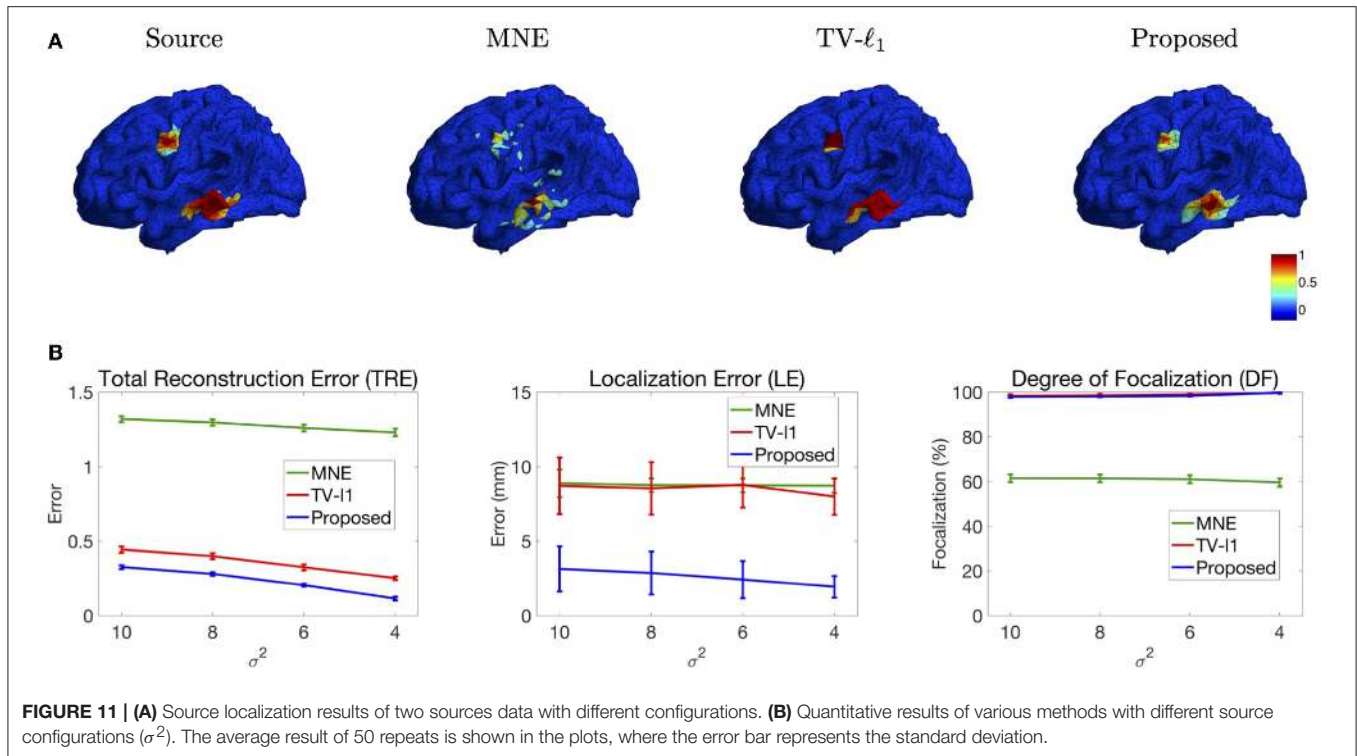 A
Source
MNE
TV-ℓ₁
Proposed
1
0.5
0
B
Total Reconstruction Error (TRE)
1.5
1
0.5
0
Error
MNE
TV-l1
Proposed
10 8 6 4
σ²
Localization Error (LE)
15
10
5
0
Error (mm)
MNE
TV-l1
Proposed
10 8 6 4
σ²
Degree of Focalization (DF)
100
80
60
40
20
0
Focalization (%)
MNE
TV-l1
Proposed
10 8 6 4
σ²
FIGURE 11 | (A) Source localization results of two sources data with different configurations. (B) Quantitative results of various methods with different source
configurations (σ²). The average result of 50 repeats is shown in the plots, where the error bar represents the standard deviation.